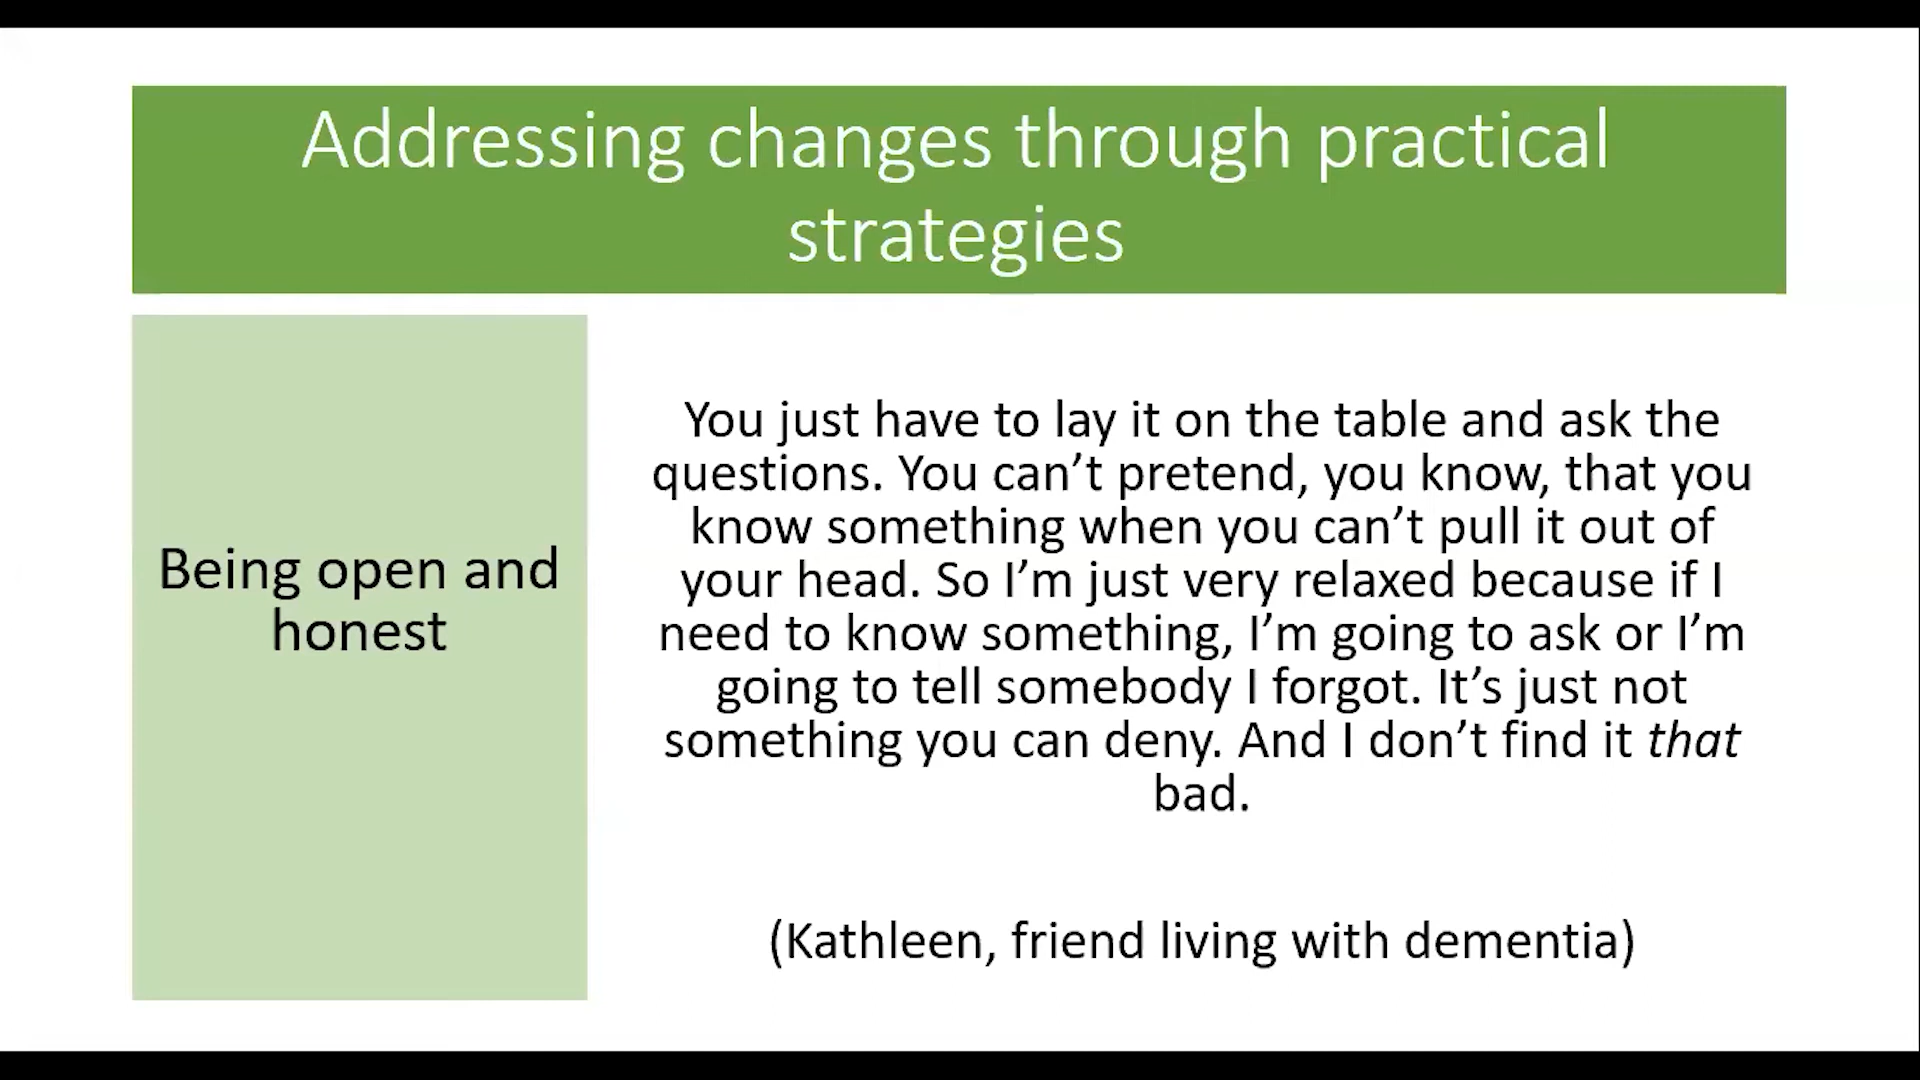 Addressing changes through practical
strategies
Being open and
honest
You just have to lay it on the table and ask the
questions. You can’t pretend, you know, that you
know something when you can’t pull it out of
your head. So I’m just very relaxed because if I
need to know something, I’m going to ask or I’m
going to tell somebody I forgot. It’s just not
something you can deny. And I don’t find it that
bad.
(Kathleen, friend living with dementia)